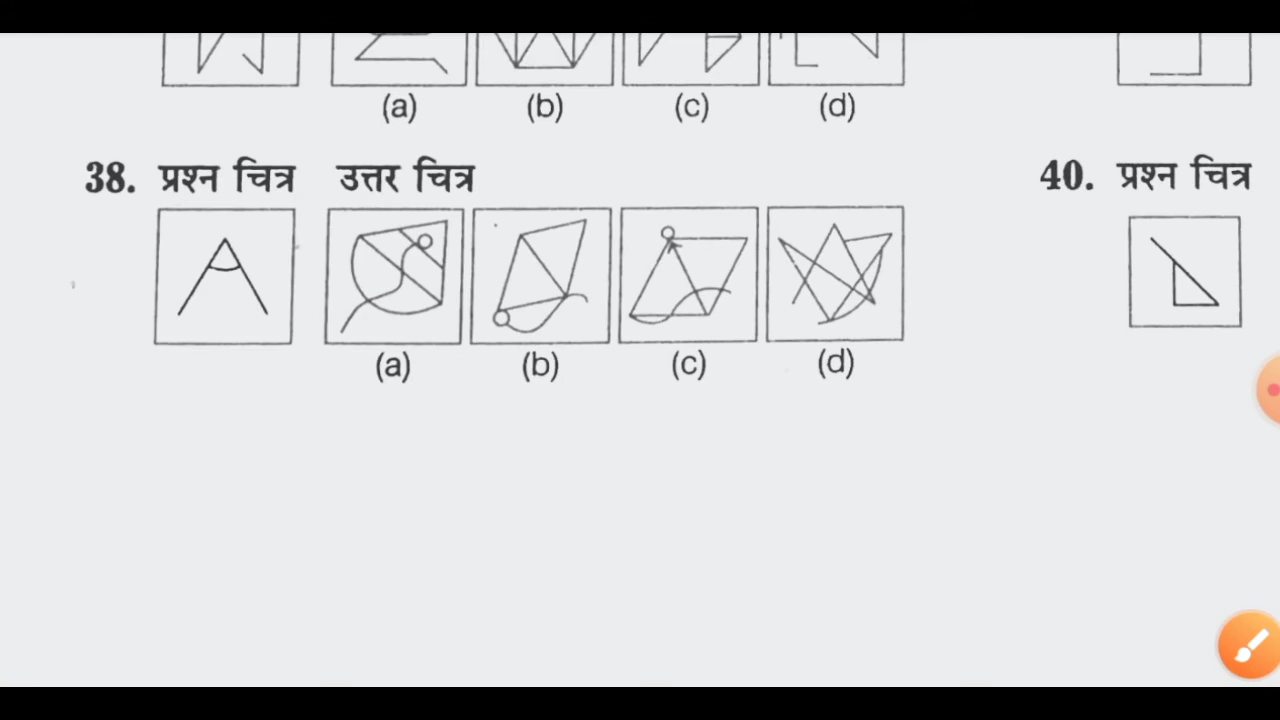 (a) (b) (c) (d)
38. प्रश्न चित्र उत्तर चित्र
40. प्रश्न चित्र
(a) (b) (c) (d)